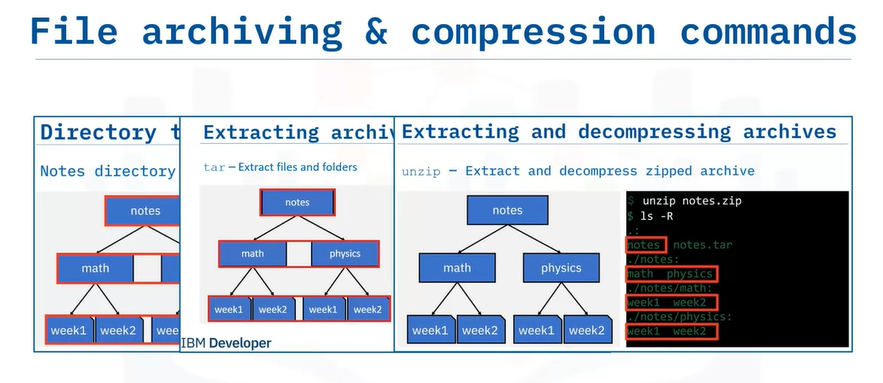 File archiving & compression commands
Directory t
Notes directory
notes
math
week1 week2 we
Extracting archiv
tar — Extract files and folders
notes
math physics
week1 week2 week1 week2
IBM Developer
Extracting and decompressing archives
unzip — Extract and decompress zipped archive
notes
math physics
week1 week2 week1 week2
$ unzip notes.zip
$ ls -R
.:
notes notes.tar
./notes:
math physics
./notes/math:
week1 week2
./notes/physics:
week1 week2